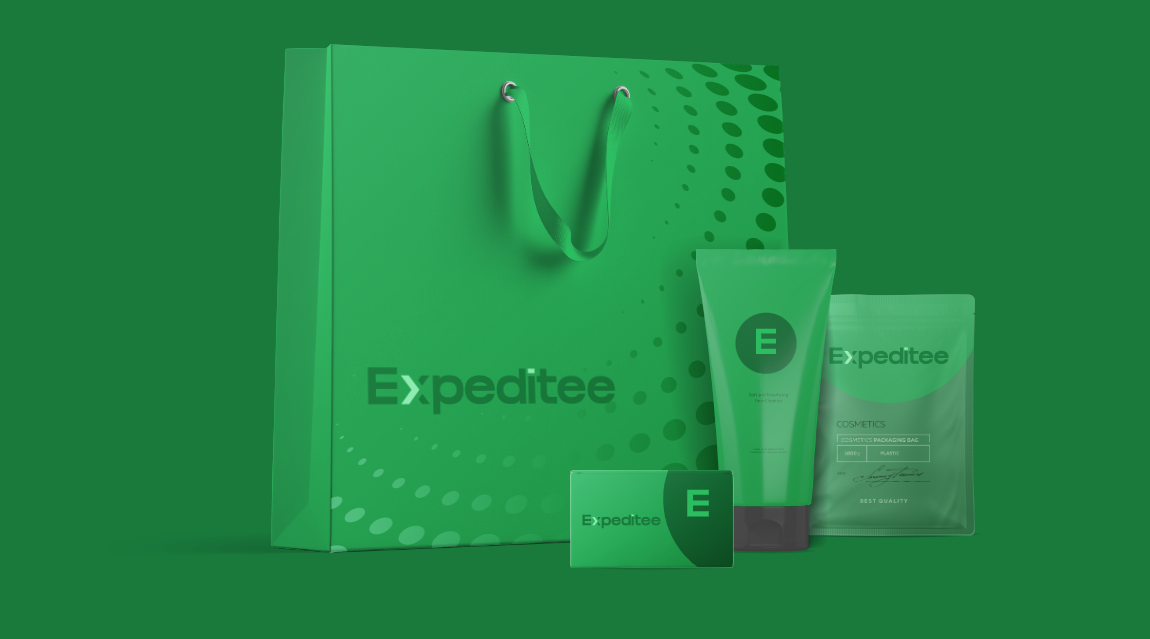 Expeditee
E
Expeditee
COSMETICS
COSMETICS PACKAGING BAG
PLASTIC
BEST QUALITY
Expeditee
E